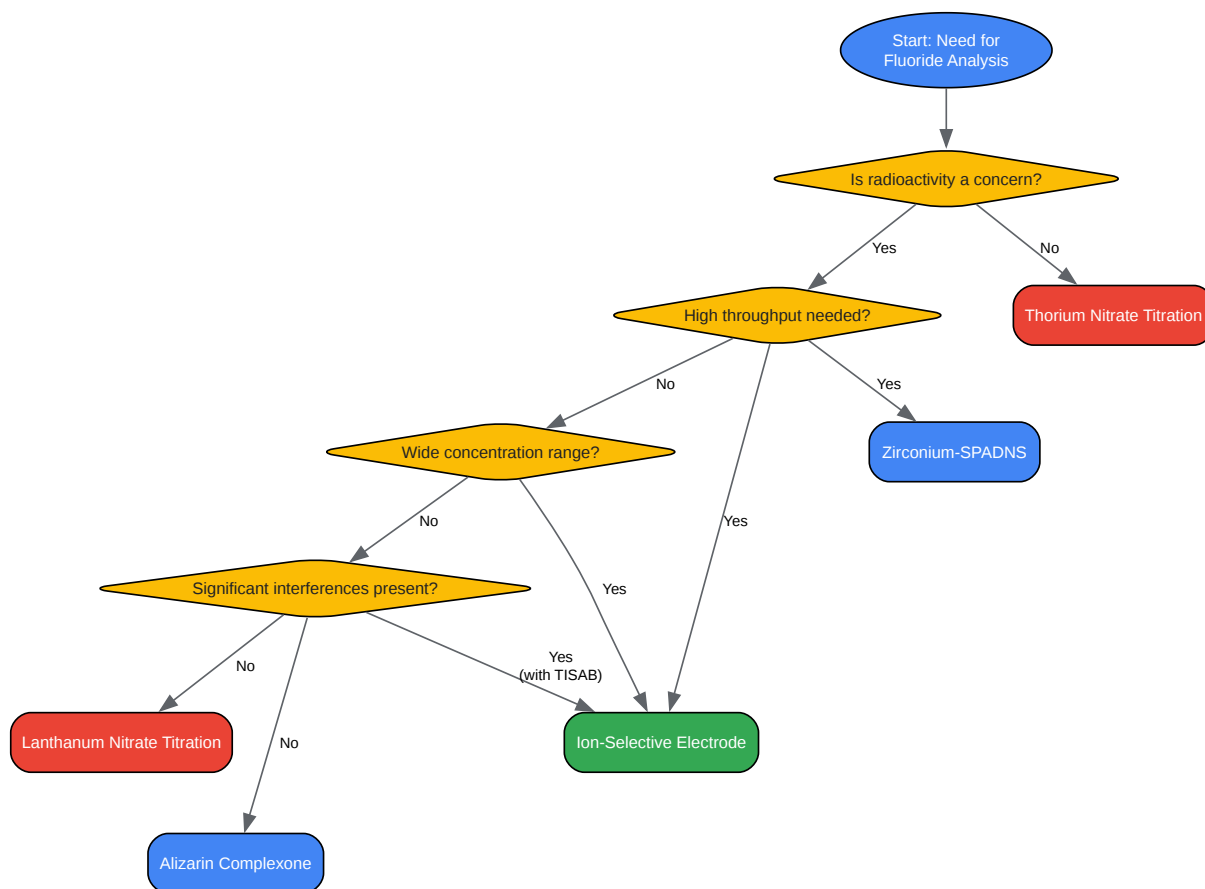 Start: Need for
Fluoride Analysis
Is radioactivity a concern?
Yes
No
High throughput needed?
Thorium Nitrate Titration
No
Yes
Wide concentration range?
Zirconium-SPADNS
No
Yes
Significant interferences present?
Yes
No
Yes
(with TISAB)
Lanthanum Nitrate Titration
No
Ion-Selective Electrode
Alizarin Complexone